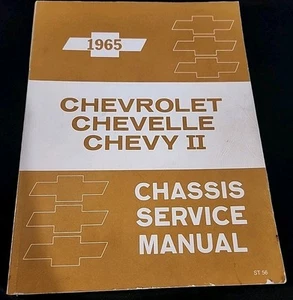 1965
CHEVROLET
CHEVELLE
CHEVY II
CHASSIS
SERVICE
MANUAL
ST 56